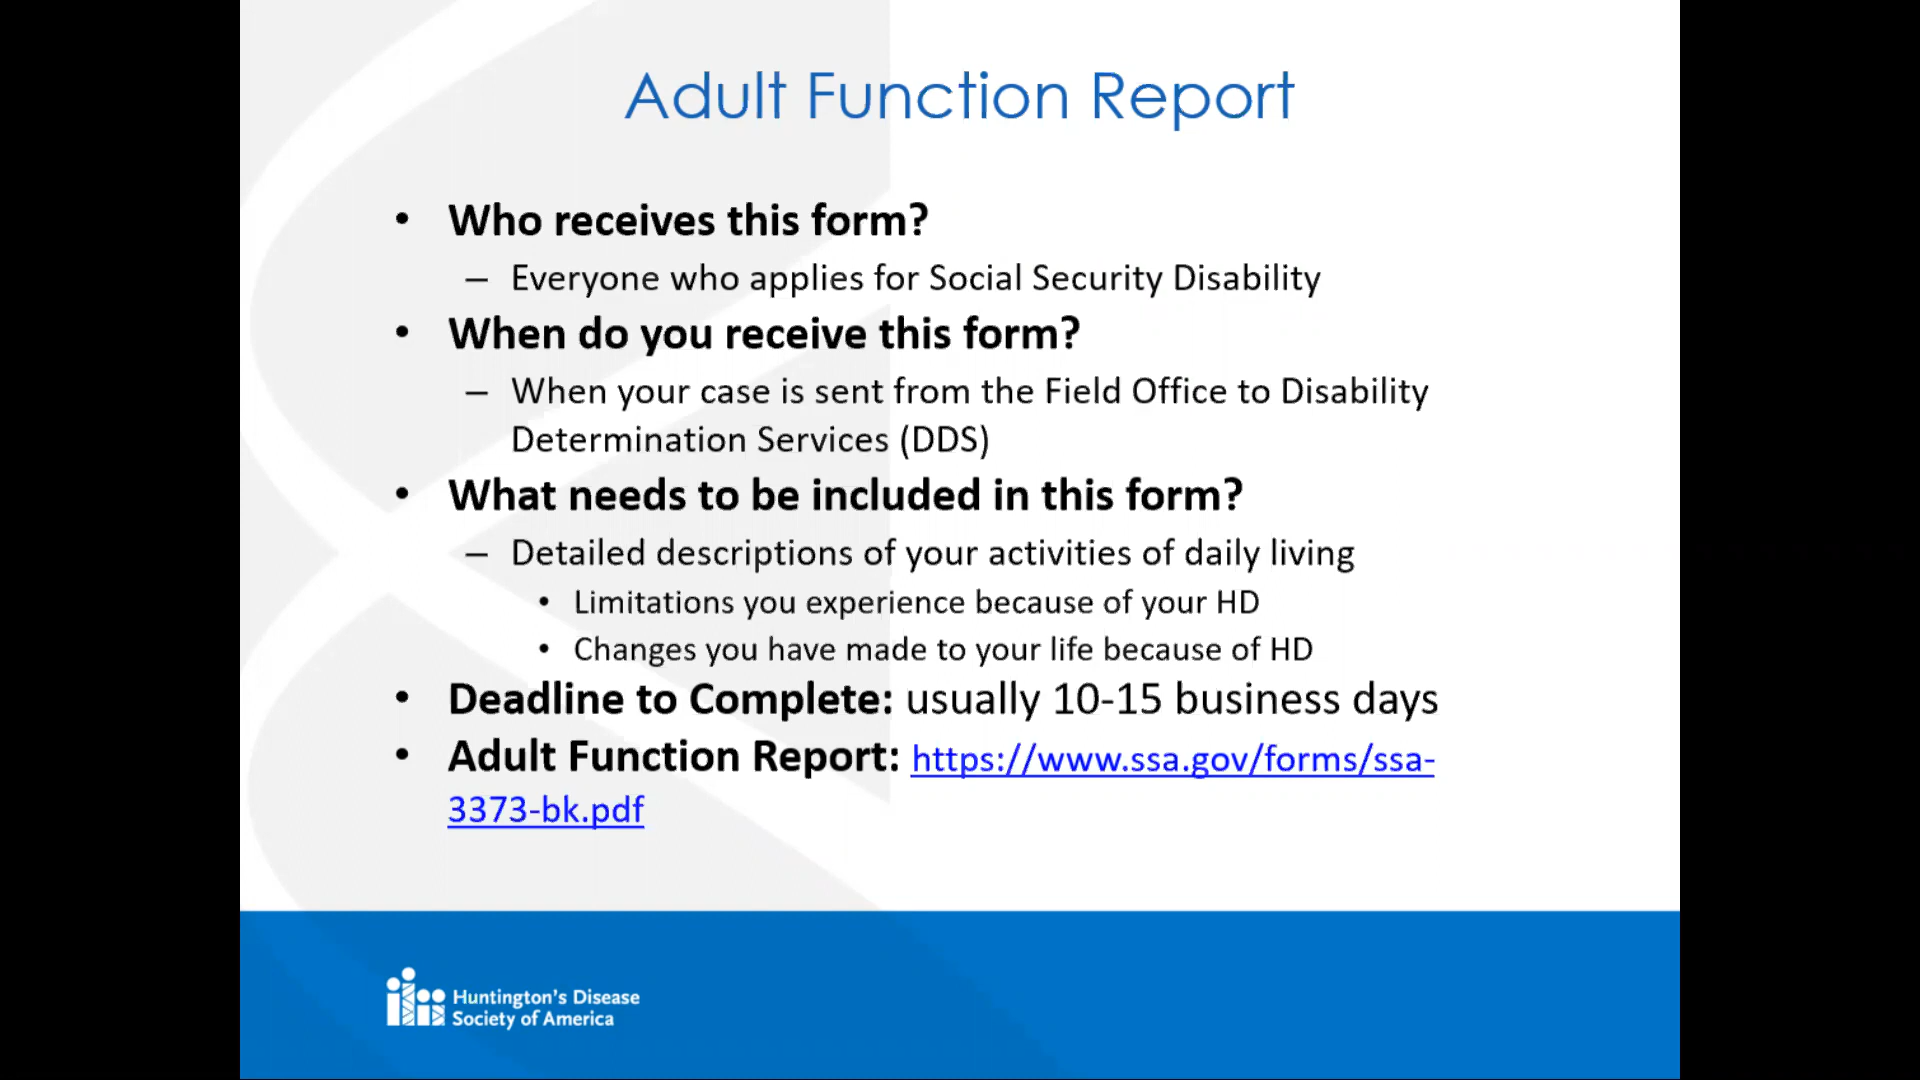 Adult Function Report
• Who receives this form?
– Everyone who applies for Social Security Disability
• When do you receive this form?
– When your case is sent from the Field Office to Disability
Determination Services (DDS)
• What needs to be included in this form?
– Detailed descriptions of your activities of daily living
• Limitations you experience because of your HD
• Changes you have made to your life because of HD
• Deadline to Complete: usually 10-15 business days
• Adult Function Report: https://www.ssa.gov/forms/ssa-
3373-bk.pdf
Huntington's Disease
Society of America